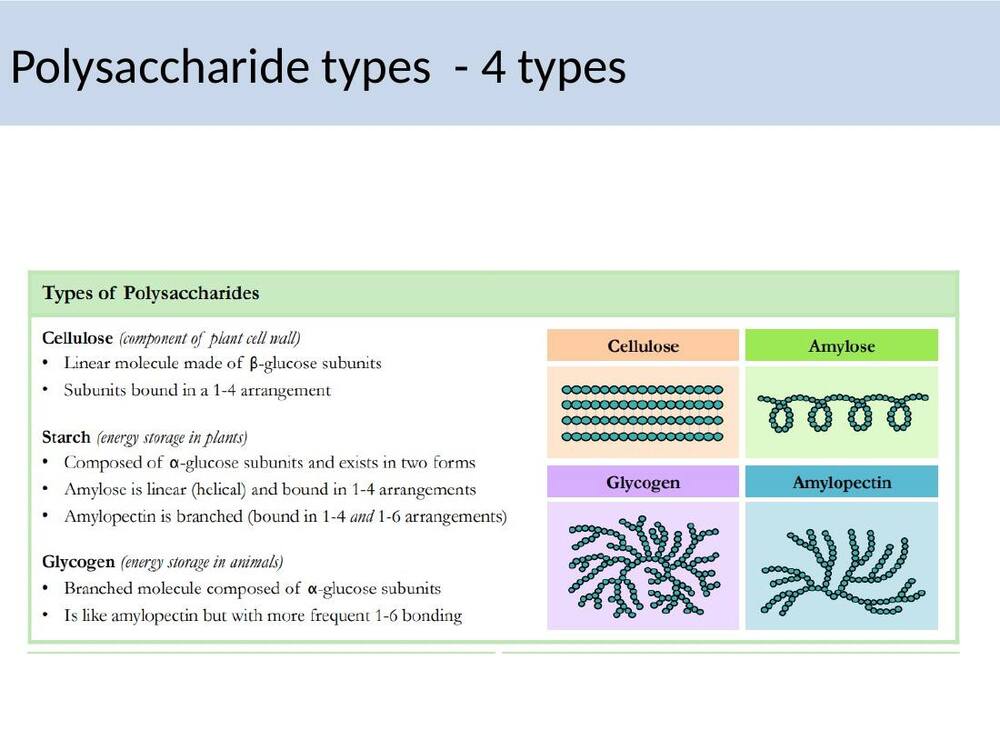 Polysaccharide types  - 4 types
Types of Polysaccharides
Cellulose (component of plant cell wall)
• Linear molecule made of β-glucose subunits
• Subunits bound in a 1-4 arrangement
Starch (energy storage in plants)
• Composed of α-glucose subunits and exists in two forms
• Amylose is linear (helical) and bound in 1-4 arrangements
• Amylopectin is branched (bound in 1-4 and 1-6 arrangements)
Glycogen (energy storage in animals)
• Branched molecule composed of α-glucose subunits
• Is like amylopectin but with more frequent 1-6 bonding
Cellulose
Amylose
Glycogen
Amylopectin